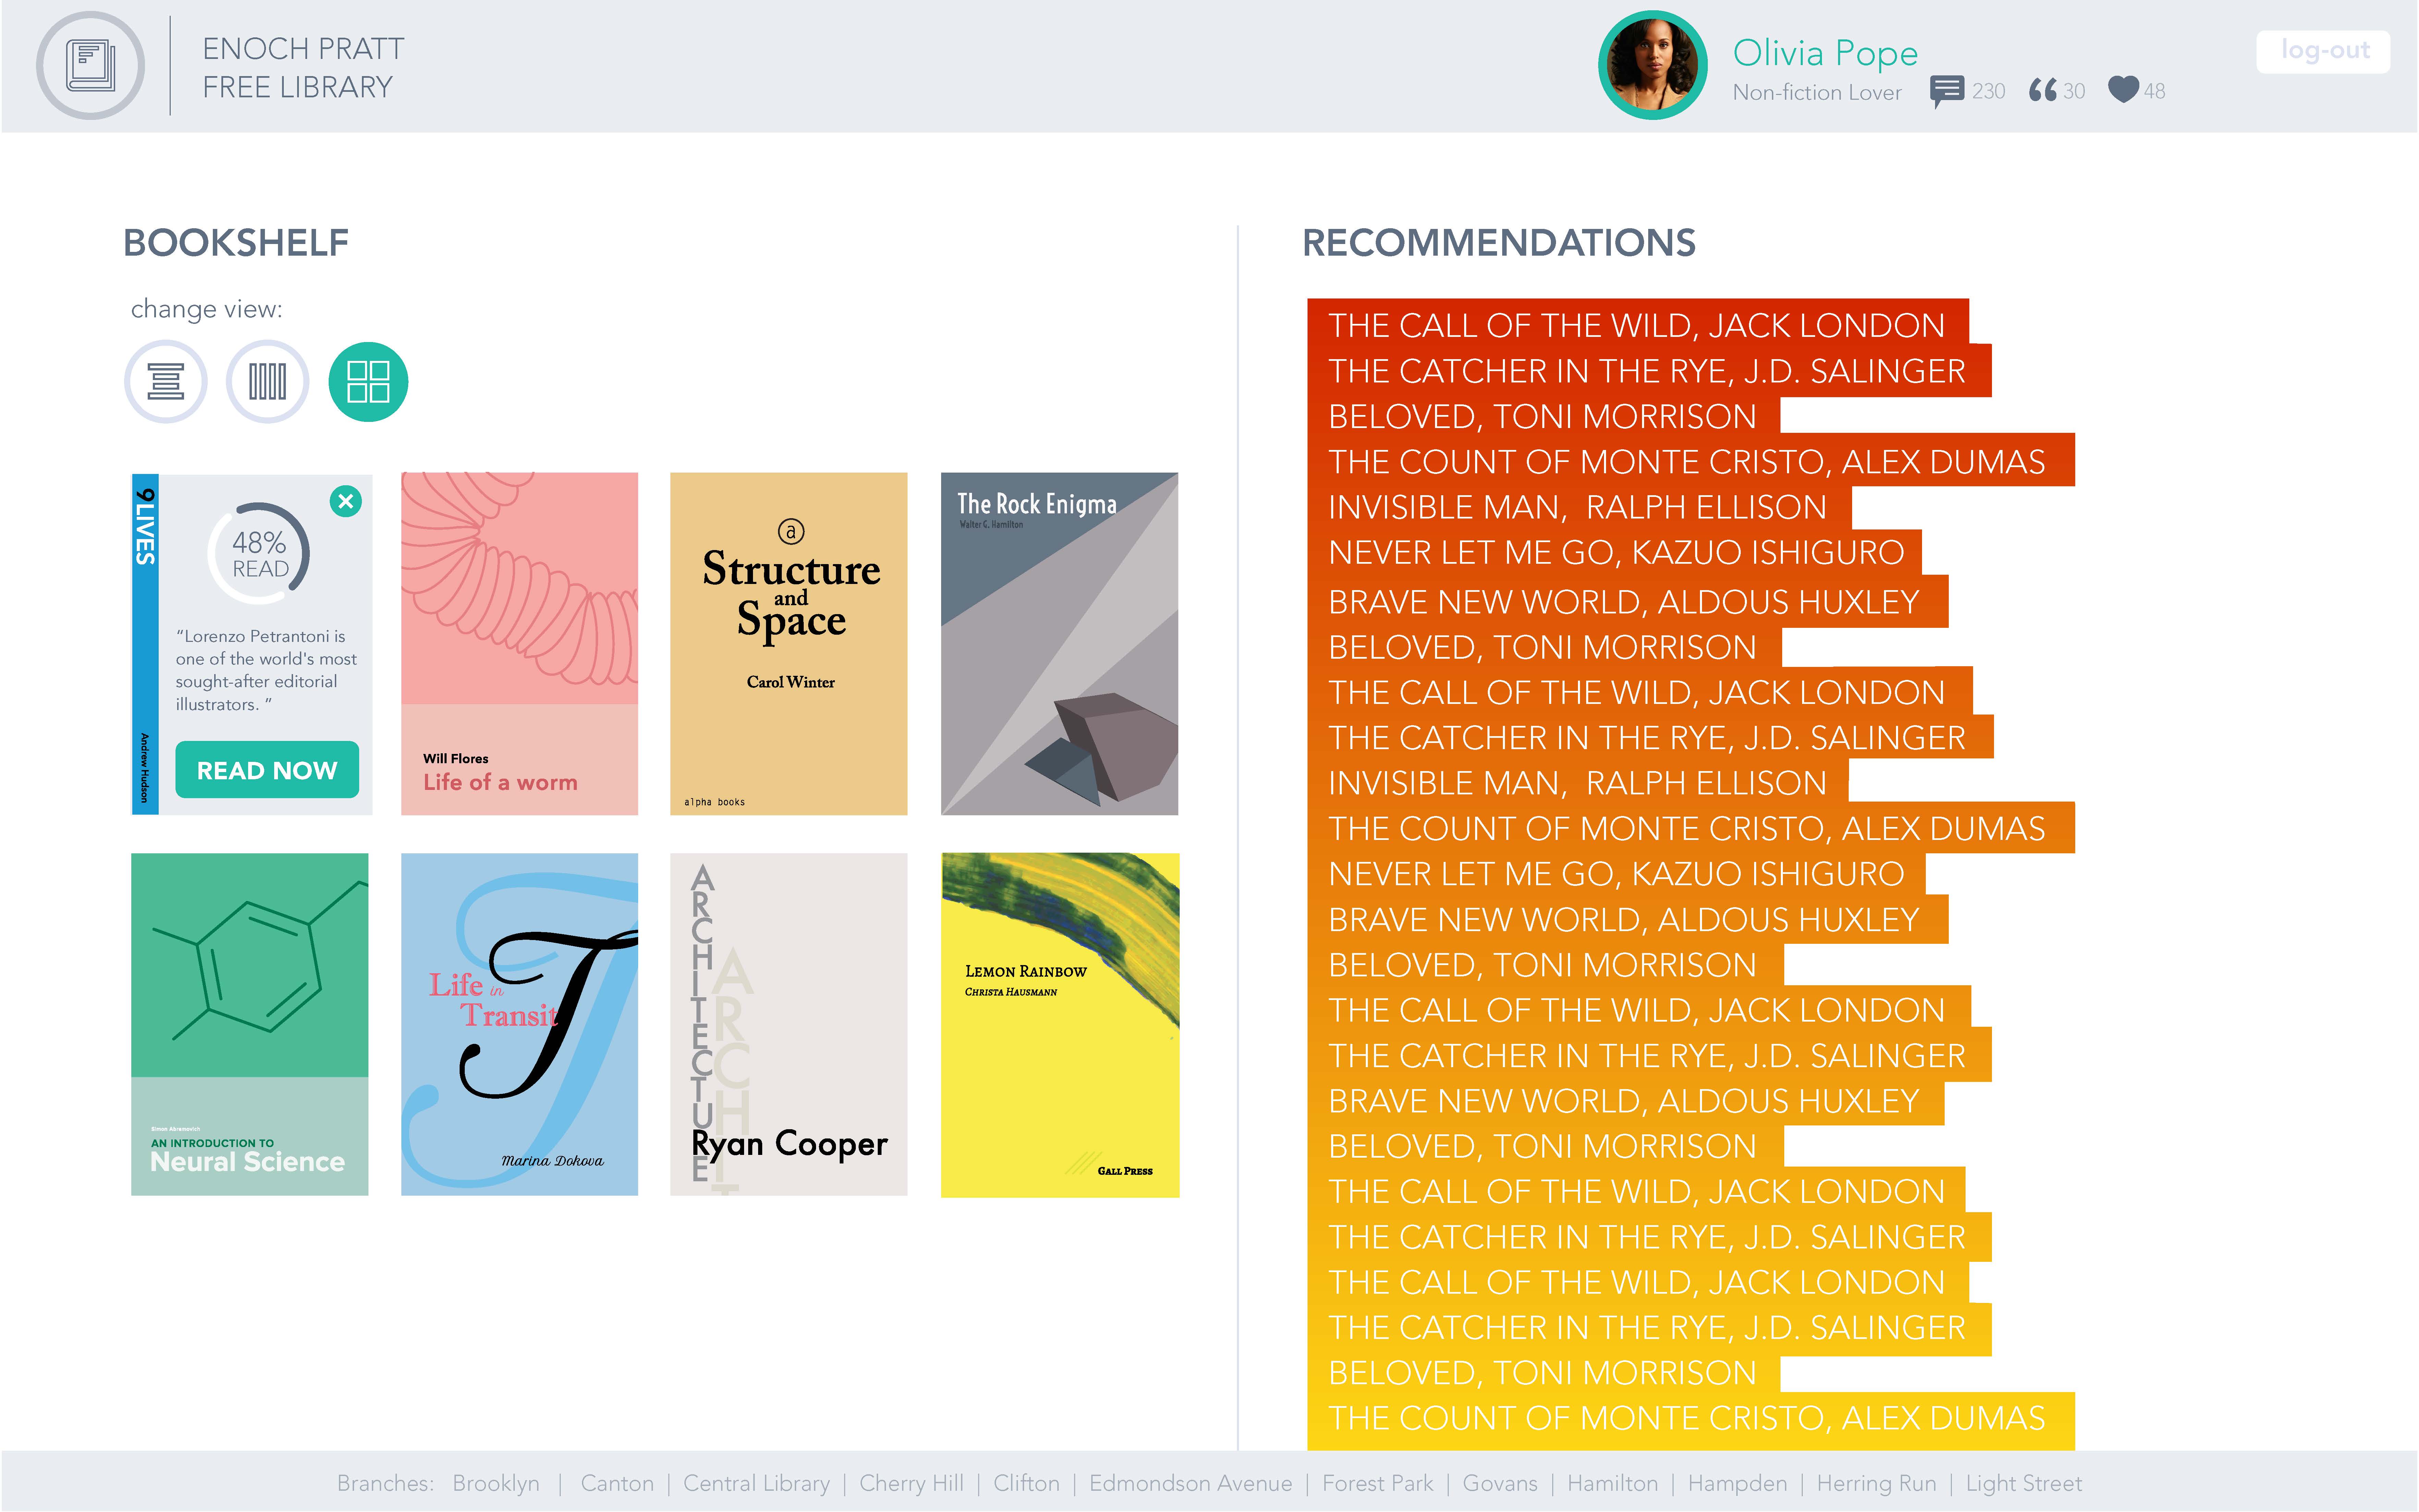 ENOCH PRATT
FREE LIBRARY
Olivia Pope
Non-fiction Lover 230 30 48
log-out
BOOKSHELF
change view:
9 LIVES
Andrew Hudson
48%
READ
“Lorenzo Petrantoni is
one of the world's most
sought-after editorial
illustrators. ”
READ NOW
Will Flores
Life of a worm
a
Structure
and
Space
Carol Winter
alpha books
The Rock Enigma
Walter G. Hamilton
Simon Abramovich
AN INTRODUCTION TO
Neural Science
T
T
Life in
Transit
Marina Dokova
ARCHITECTURE
ARCHIT
Ryan Cooper
LEMON RAINBOW
CHRISTA HAUSMANN
GALL PRESS
RECOMMENDATIONS
THE CALL OF THE WILD, JACK LONDON
THE CATCHER IN THE RYE, J.D. SALINGER
BELOVED, TONI MORRISON
THE COUNT OF MONTE CRISTO, ALEX DUMAS
INVISIBLE MAN, RALPH ELLISON
NEVER LET ME GO, KAZUO ISHIGURO
BRAVE NEW WORLD, ALDOUS HUXLEY
BELOVED, TONI MORRISON
THE CALL OF THE WILD, JACK LONDON
THE CATCHER IN THE RYE, J.D. SALINGER
INVISIBLE MAN, RALPH ELLISON
THE COUNT OF MONTE CRISTO, ALEX DUMAS
NEVER LET ME GO, KAZUO ISHIGURO
BRAVE NEW WORLD, ALDOUS HUXLEY
BELOVED, TONI MORRISON
THE CALL OF THE WILD, JACK LONDON
THE CATCHER IN THE RYE, J.D. SALINGER
BRAVE NEW WORLD, ALDOUS HUXLEY
BELOVED, TONI MORRISON
THE CALL OF THE WILD, JACK LONDON
THE CATCHER IN THE RYE, J.D. SALINGER
THE CALL OF THE WILD, JACK LONDON
THE CATCHER IN THE RYE, J.D. SALINGER
BELOVED, TONI MORRISON
THE COUNT OF MONTE CRISTO, ALEX DUMAS
Branches: Brooklyn | Canton | Central Library | Cherry Hill | Clifton | Edmondson Avenue | Forest Park | Govans | Hamilton | Hampden | Herring Run | Light Street